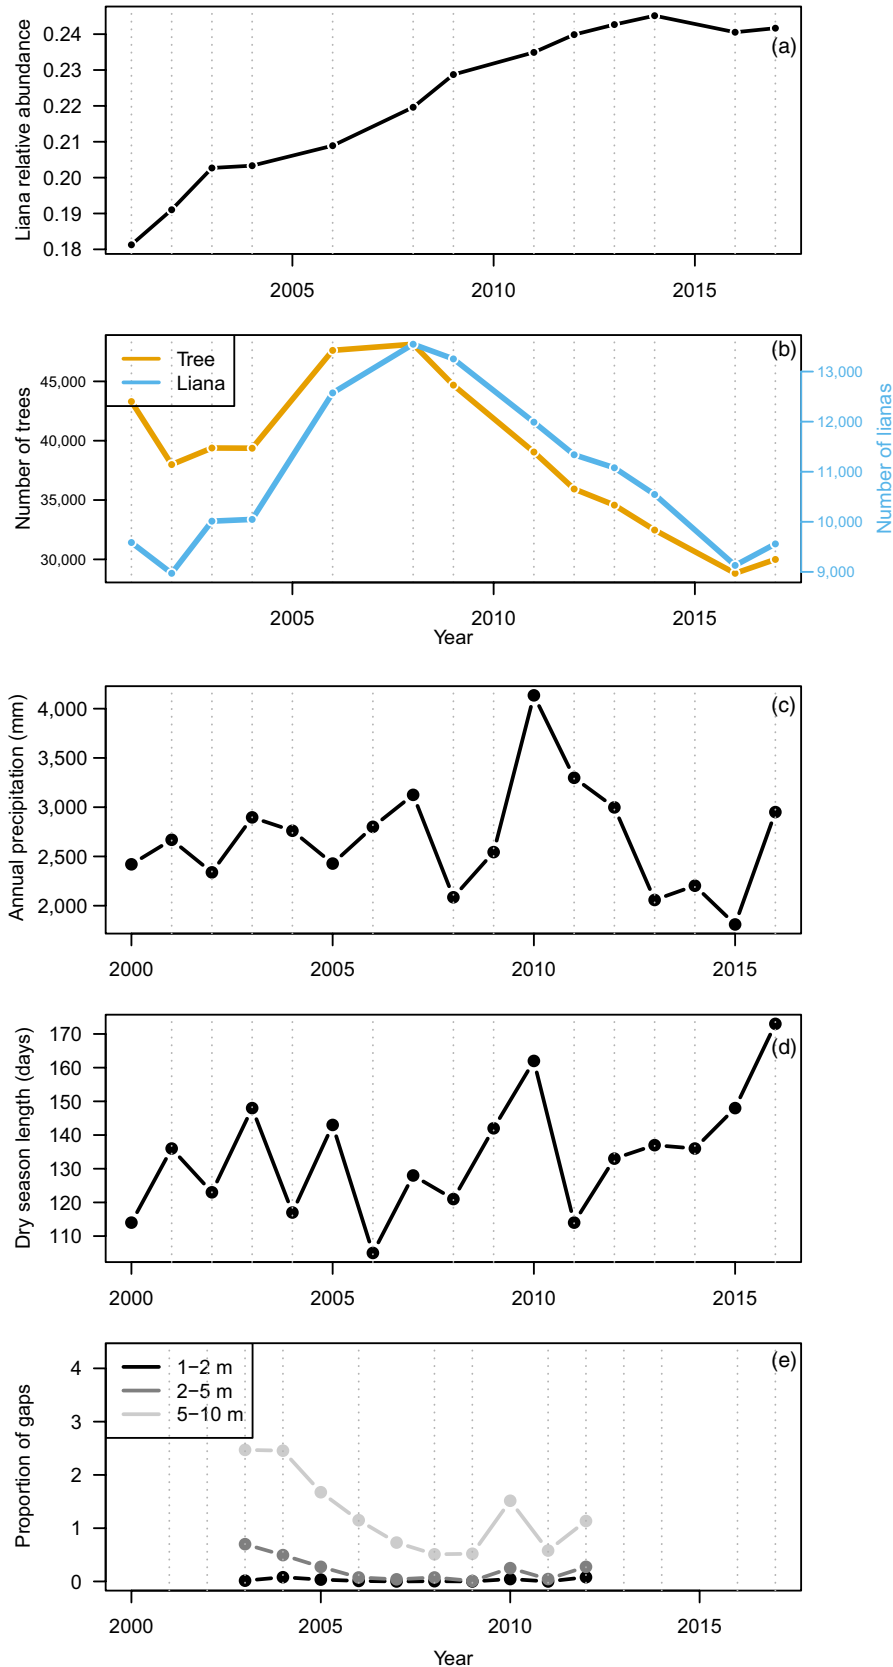 Liana relative abundance
0.24
0.23
0.22
0.21
0.20
0.19
0.18
(a)
2005 2010 2015
Number of trees
45,000
40,000
35,000
30,000
Tree
Liana
(b)
13,000
12,000
11,000
10,000
9,000
Number of lianas
2005 2010 2015
Year
Annual precipitation (mm)
4,000
3,500
3,000
2,500
2,000
(c)
2000 2005 2010 2015
Dry season length (days)
170
160
150
140
130
120
110
(d)
2000 2005 2010 2015
Proportion of gaps
4
3
2
1
0
1−2 m
2−5 m
5−10 m
(e)
2000 2005 2010 2015
Year